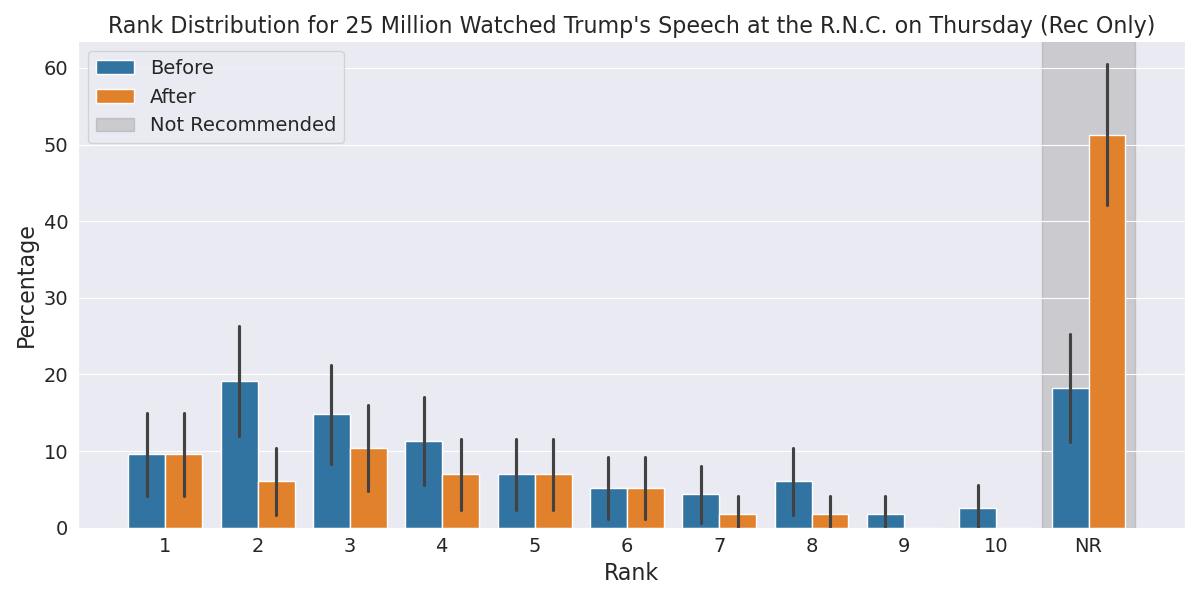 Rank Distribution for 25 Million Watched Trump's Speech at the R.N.C. on Thursday (Rec Only)
Before
After
Not Recommended
Percentage
60
50
40
30
20
10
0
1 2 3 4 5 6 7 8 9 10 NR
Rank